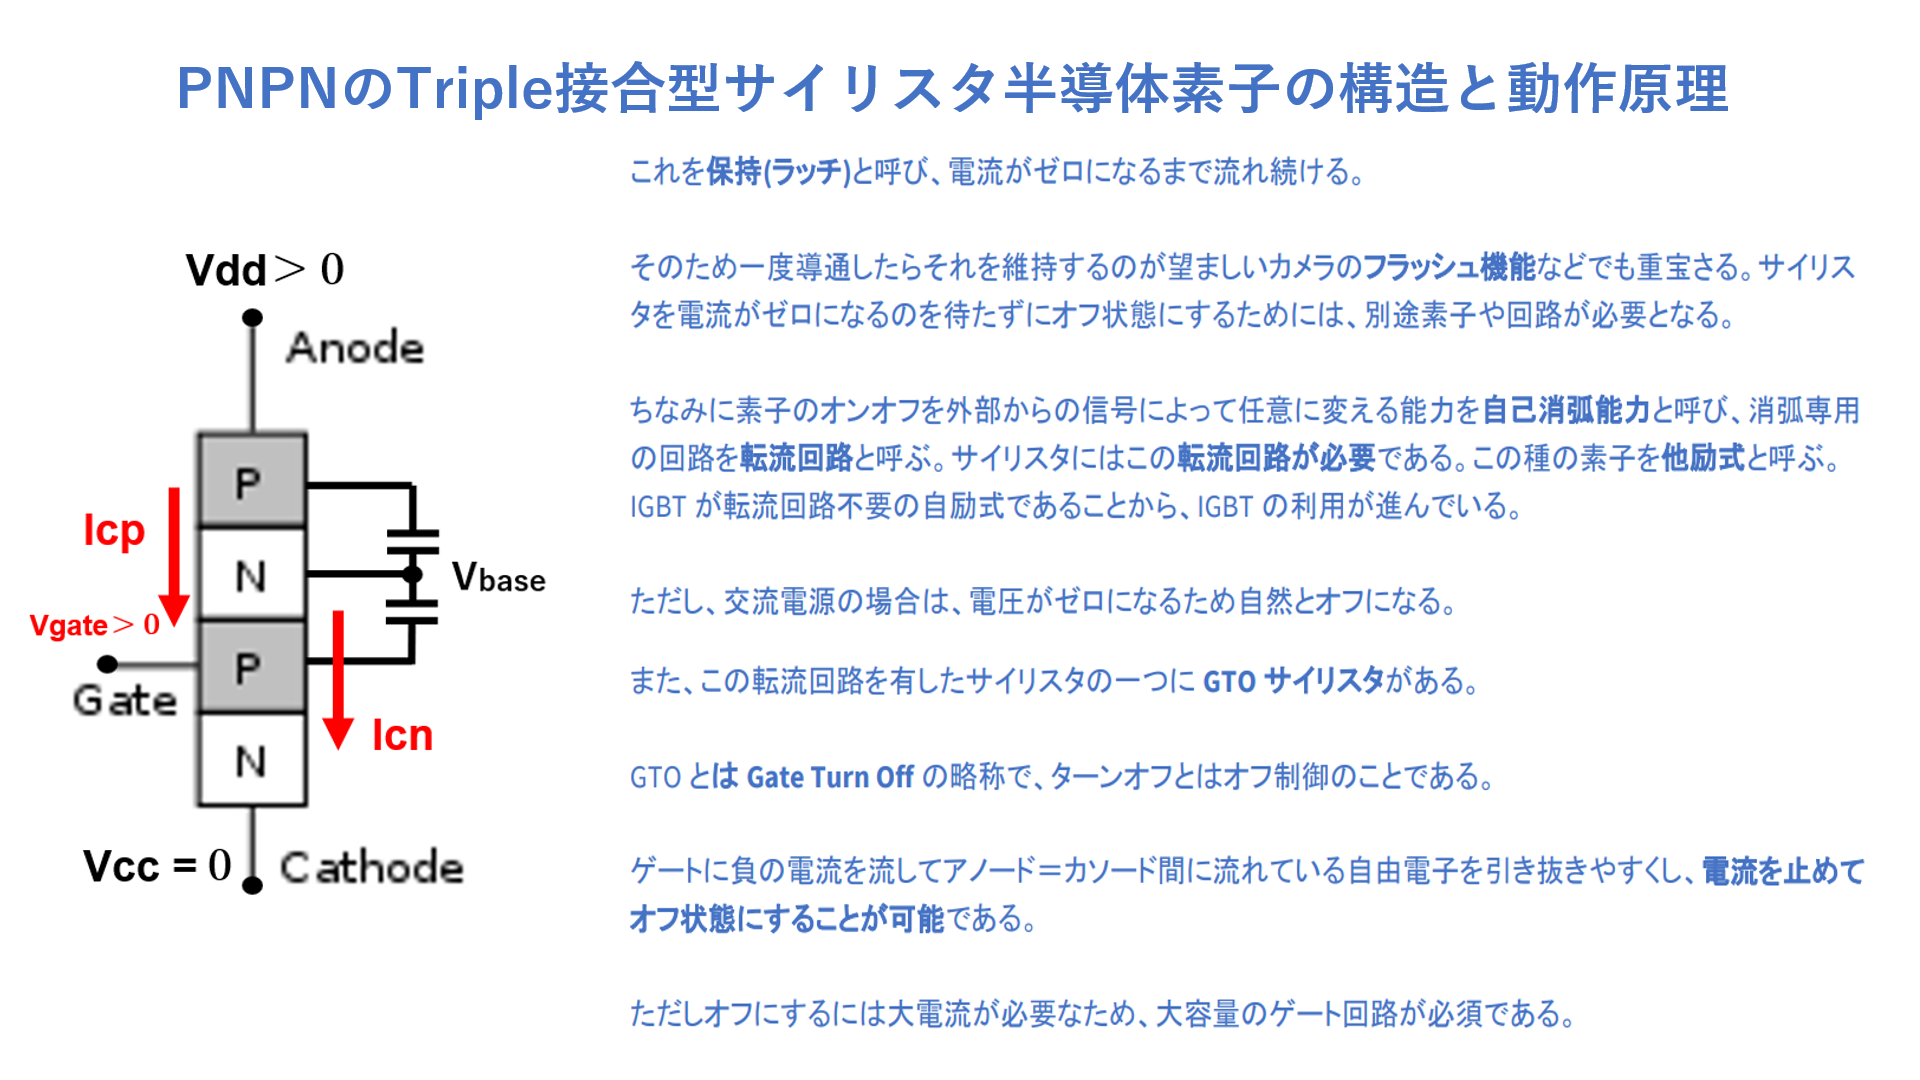 PNPNのTriple接合型サイリスタ半導体素子の構造と動作原理
これを保持(ラッチ)と呼び、電流がゼロになるまで流れ続ける。
そのため一度導通したらそれを維持するのが望ましいカメラのフラッシュ機能などでも重宝さる。サイリス
タを電流がゼロになるのを待たずにオフ状態にするためには、別途素子や回路が必要となる。
ちなみに素子のオンオフを外部からの信号によって任意に変える能力を自己消弧能力と呼び、消弧専用
の回路を転流回路と呼ぶ。サイリスタにはこの転流回路が必要である。この種の素子を他励式と呼ぶ。
IGBT が転流回路不要の自励式であることから、IGBT の利用が進んでいる。
ただし、交流電源の場合は、電圧がゼロになるため自然とオフになる。
また、この転流回路を有したサイリスタの一つに GTO サイリスタがある。
GTO とは Gate Turn Off の略称で、ターンオフとはオフ制御のことである。
ゲートに負の電流を流してアノード＝カソード間に流れている自由電子を引き抜きやすくし、電流を止めて
オフ状態にすることが可能である。
ただしオフにするには大電流が必要なため、大容量のゲート回路が必須である。
Vdd＞0
Anode
P
Icp
N
Vbase
Vgate＞0
P
Gate
Icn
N
Vcc = 0
Cathode